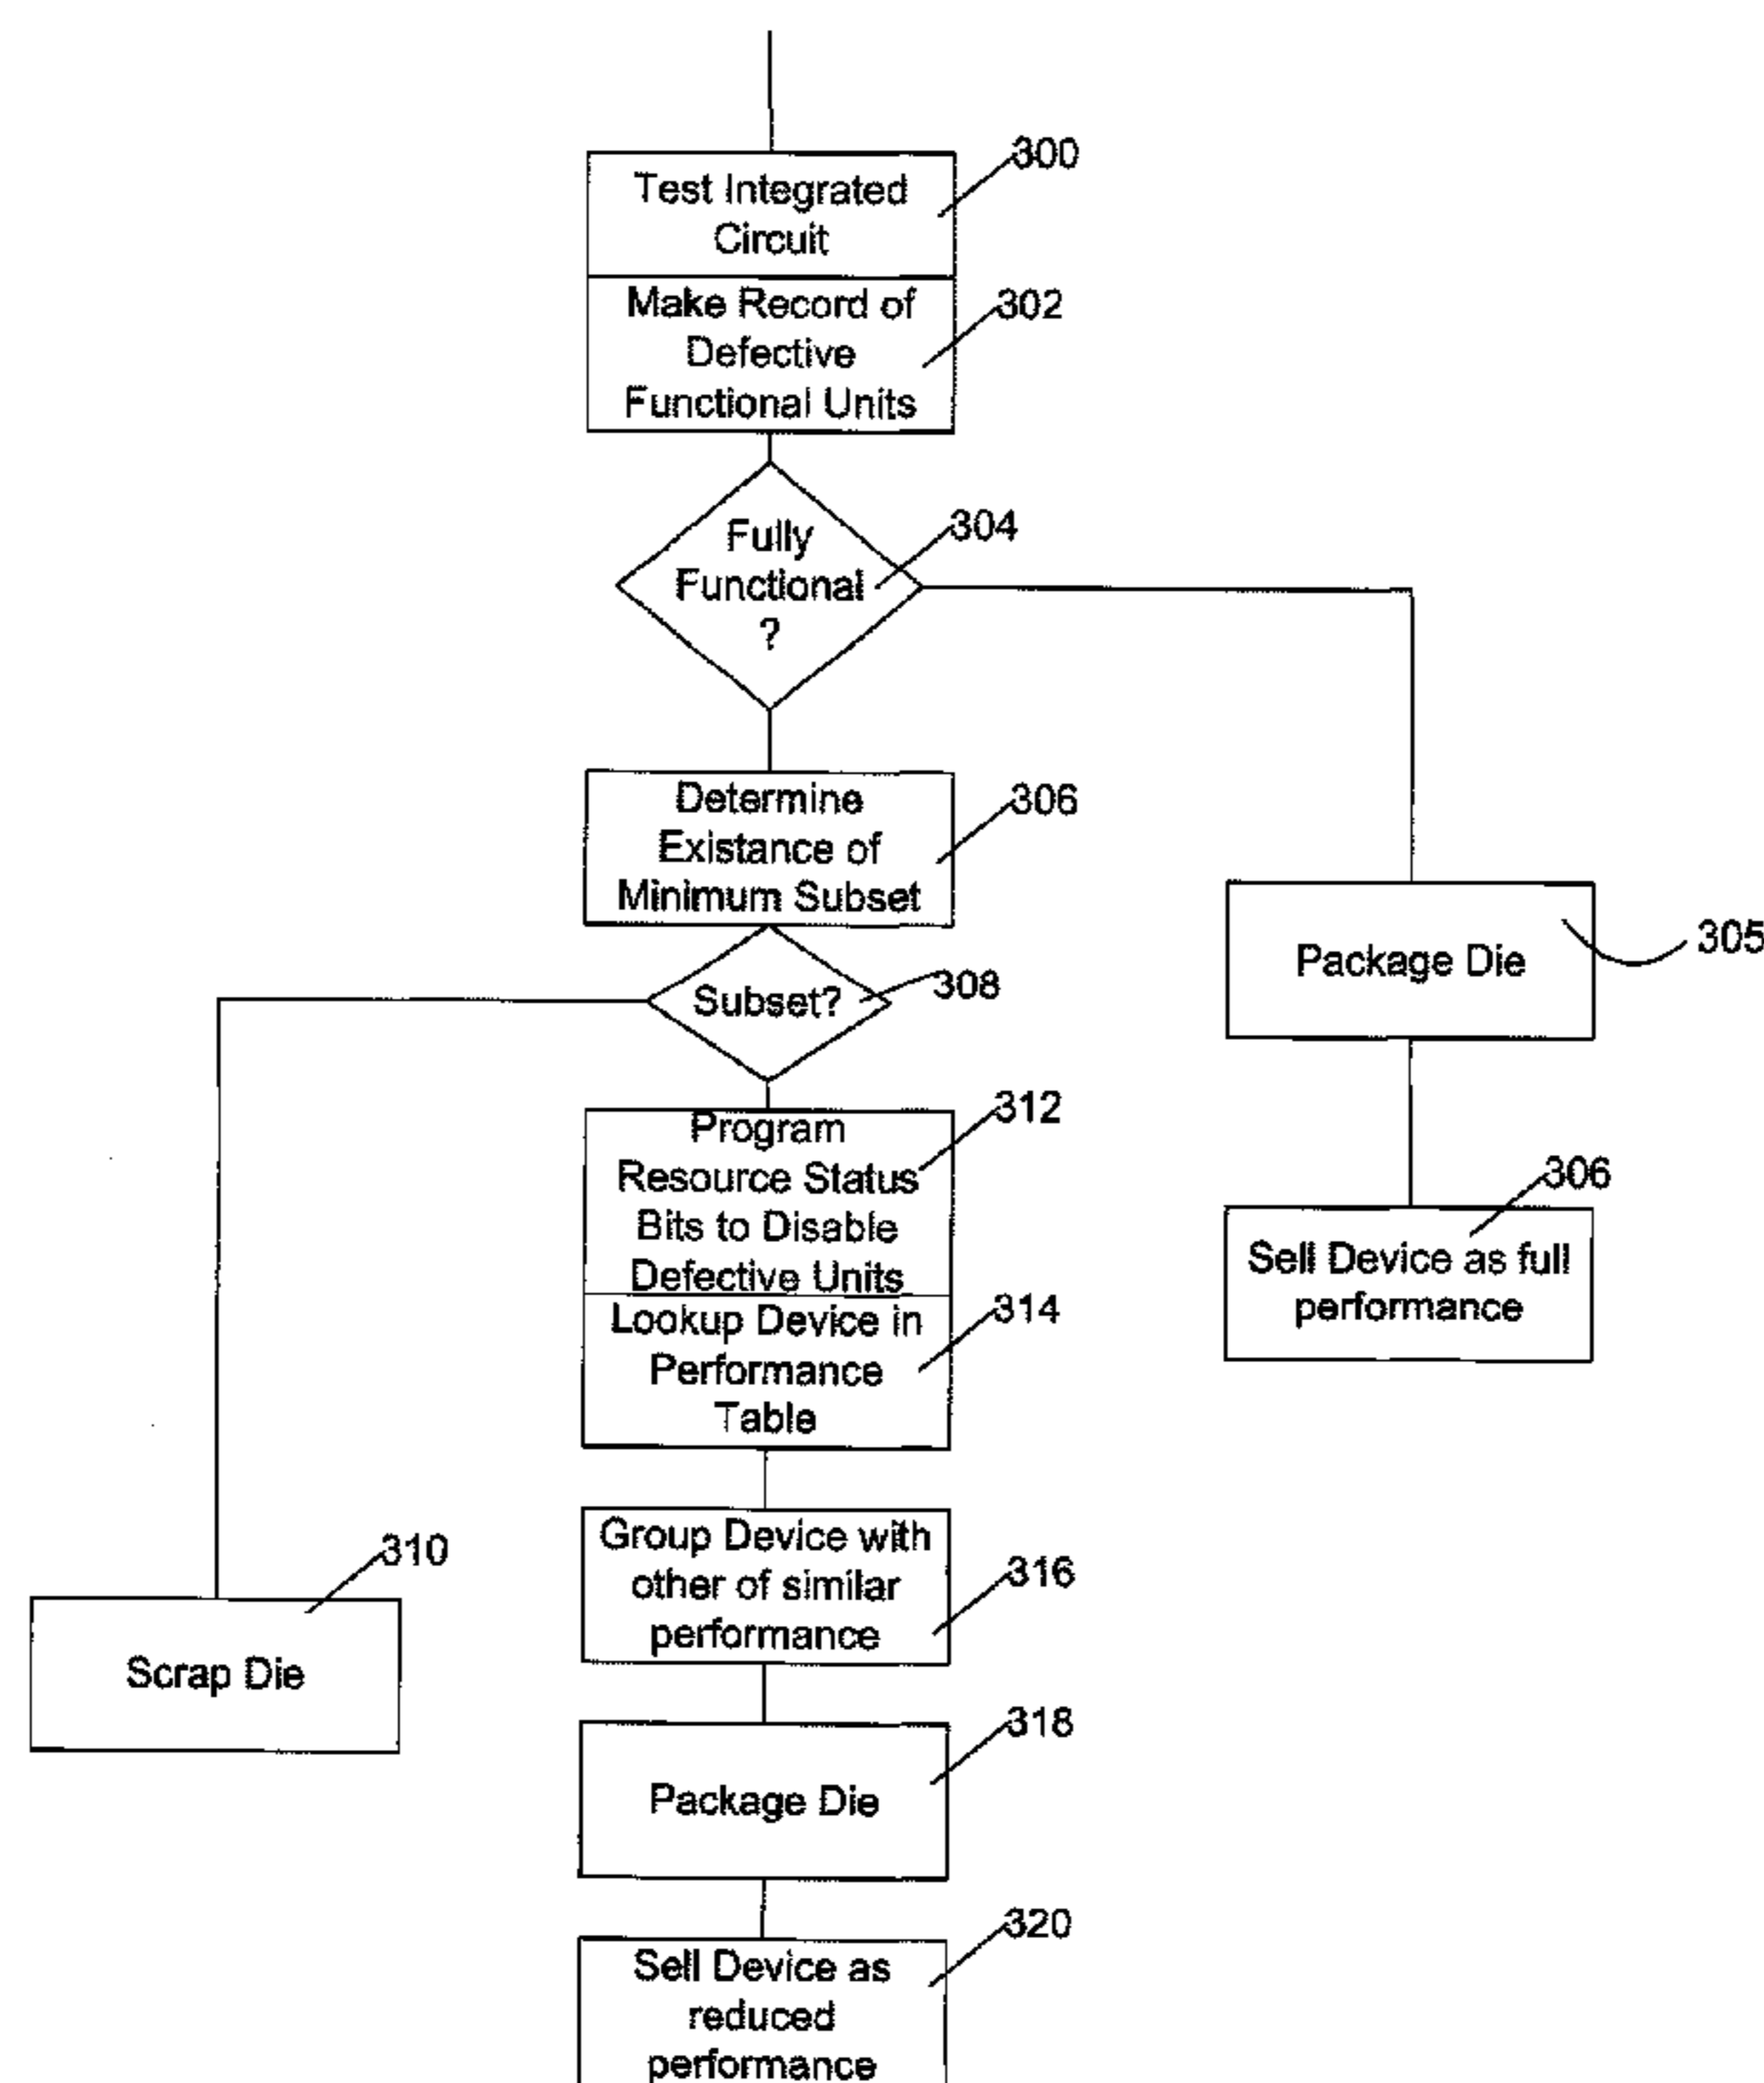 300
Test Integrated
Circuit
302
Make Record of
Defective
Functional Units
304
Fully
Functional
?
306
Determine
Existance of
Minimum Subset
305
Package Die
308
Subset?
312
Program
Resource Status
Bits to Disable
Defective Units
306
Sell Device as full
performance
314
Lookup Device in
Performance
Table
310
Scrap Die
316
Group Device with
other of similar
performance
318
Package Die
320
Sell Device as
reduced
performance